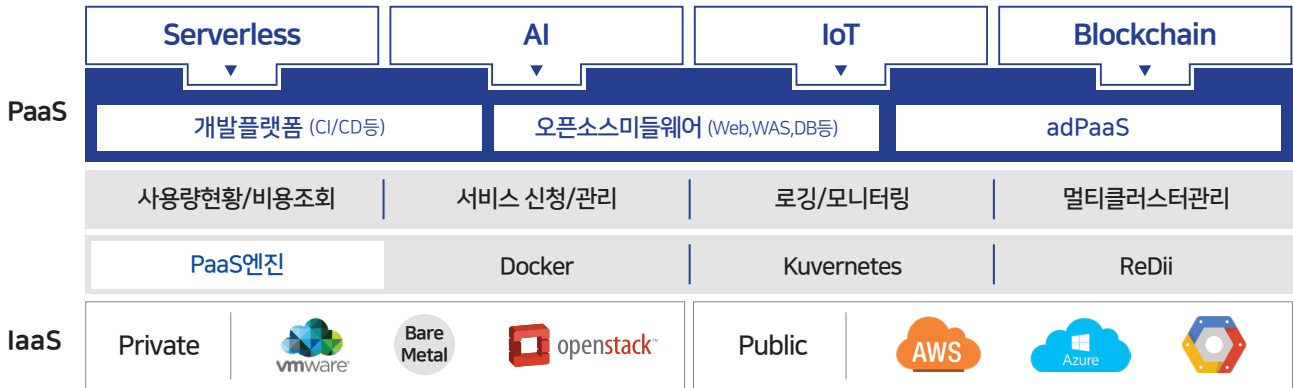 Serverless
AI
IoT
Blockchain
PaaS
개발플랫폼 (CI/CD등)
오픈소스미들웨어 (Web,WAS,DB등)
adPaaS
사용량현황/비용조회
서비스 신청/관리
로깅/모니터링
멀티클러스터관리
PaaS엔진
Docker
Kuvernetes
ReDii
IaaS
Private
vmware
Bare
Metal
openstack™
Public
AWS
Azure